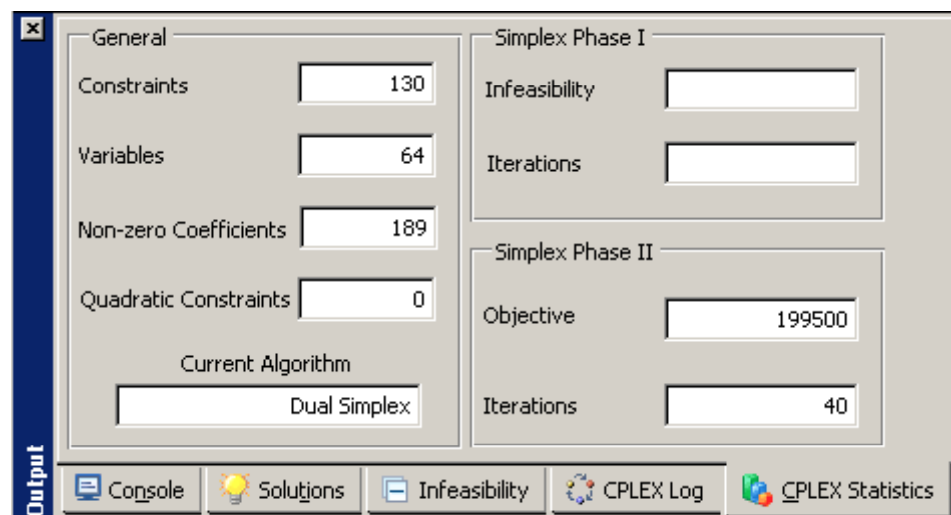 General
Constraints 130
Variables 64
Non-zero Coefficients 189
Quadratic Constraints 0
Current Algorithm
Dual Simplex
Simplex Phase I
Infeasibility
Iterations
Simplex Phase II
Objective 199500
Iterations 40
Output
Console Solutions Infeasibility CPLEX Log CPLEX Statistics